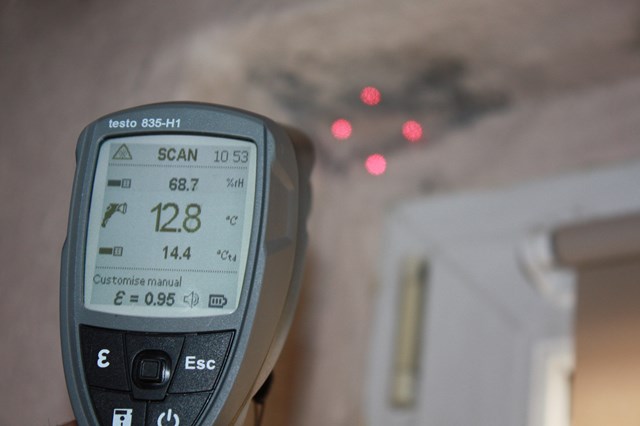 testo 835-H1
SCAN 10 53
68.7 %rH
12.8 °C
14.4 °Ctd
Customise manual
ε = 0.95
ε Esc